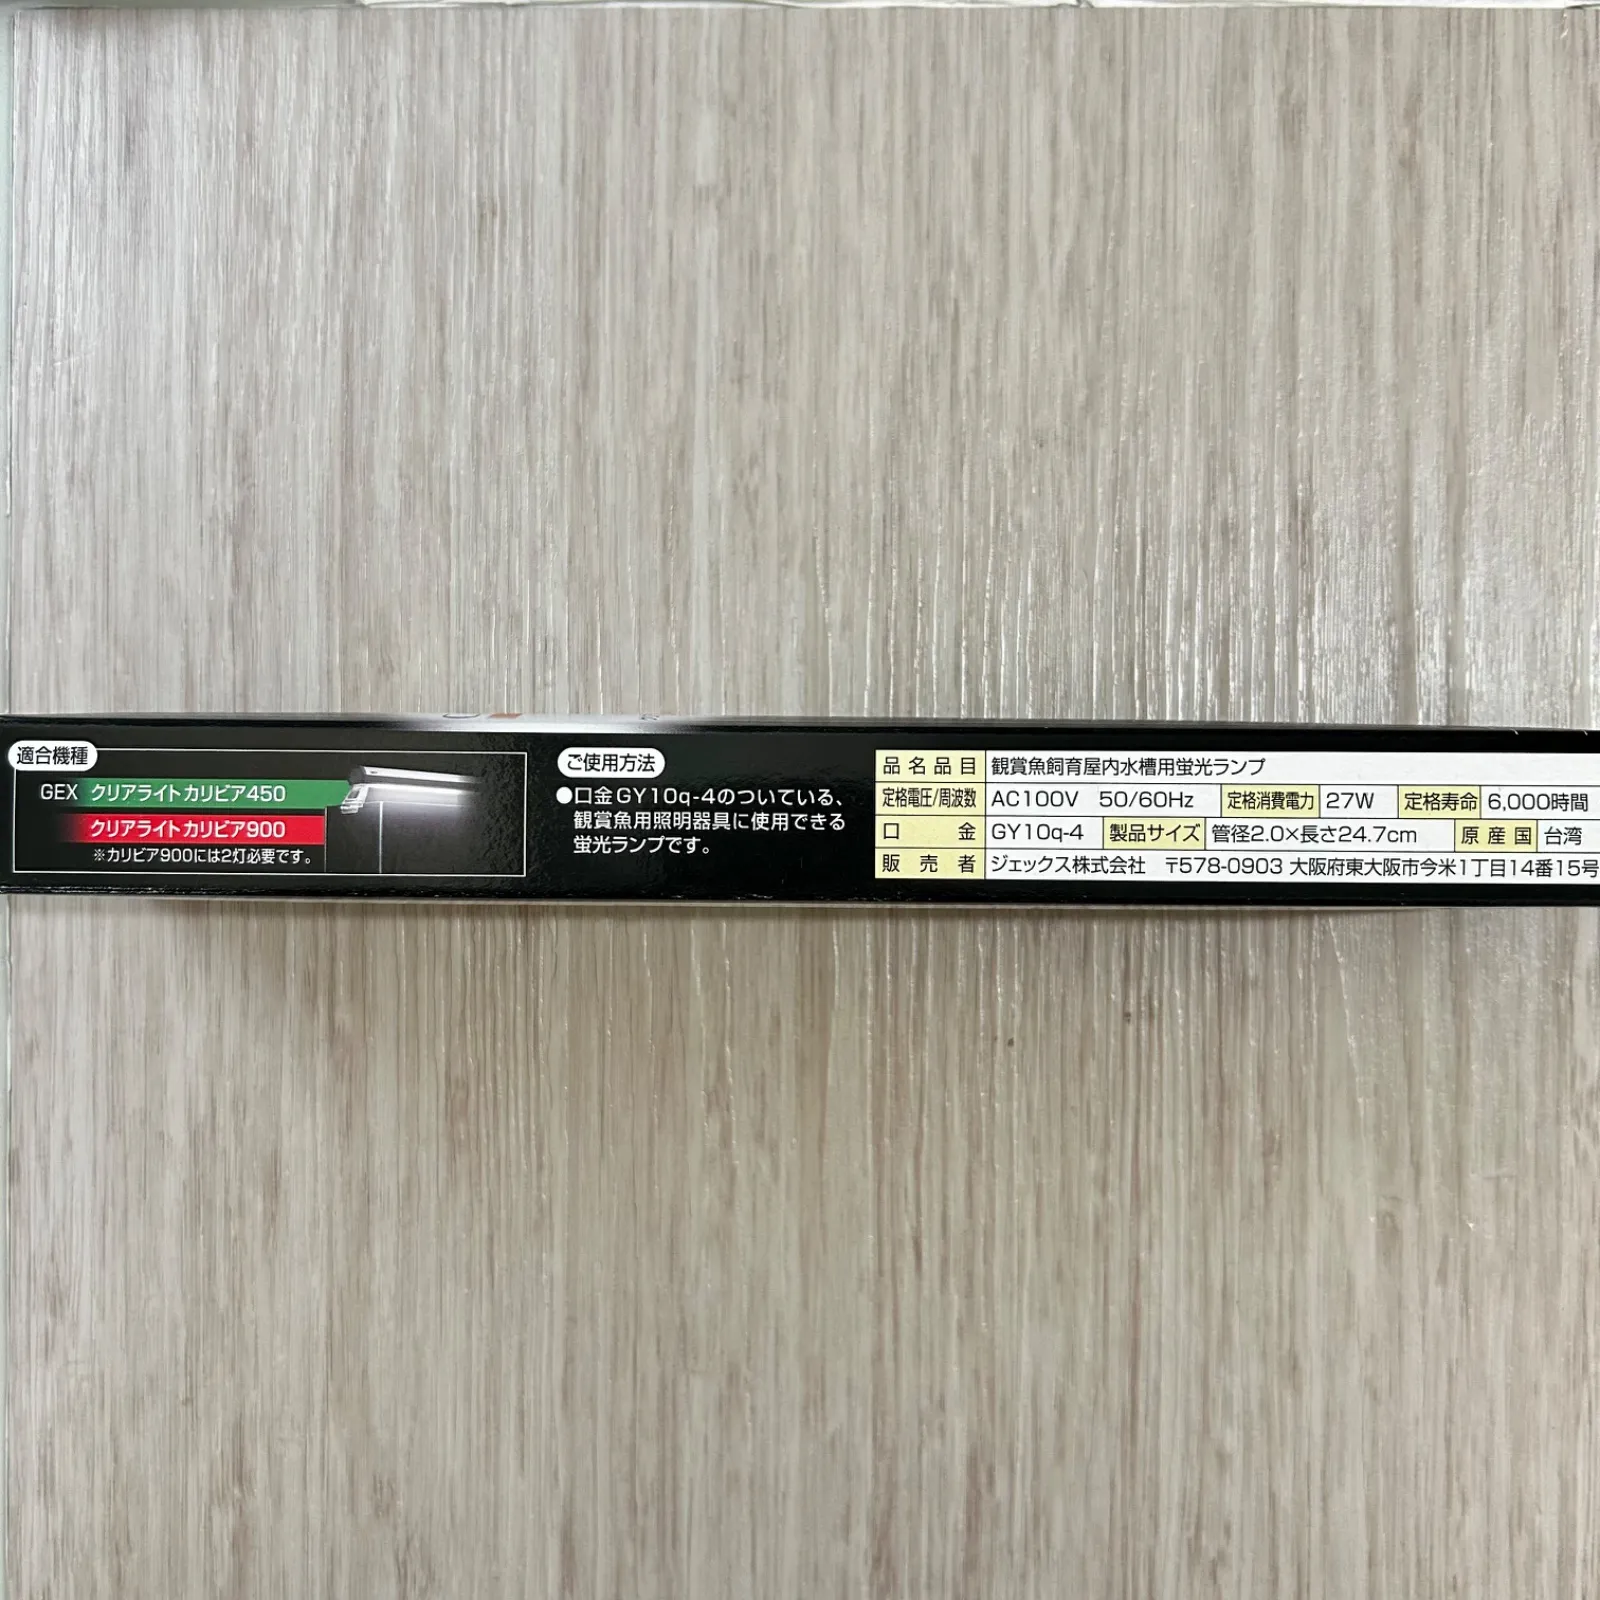 適合機種
GEX クリアライトカリビア450
クリアライトカリビア900
※カリビア900には2灯必要です。
ご使用方法
●口金GY10q-4のついている、
観賞魚用照明器具に使用できる
蛍光ランプです。
品名品目 観賞魚飼育屋内水槽用蛍光ランプ
定格電圧/周波数 AC100V 50/60Hz 定格消費電力 27W 定格寿命 6,000時間
口金 GY10q-4 製品サイズ 管径2.0×長さ24.7cm 原産国 台湾
販売者 ジェックス株式会社 〒578-0903 大阪府東大阪市今米1丁目14番15号